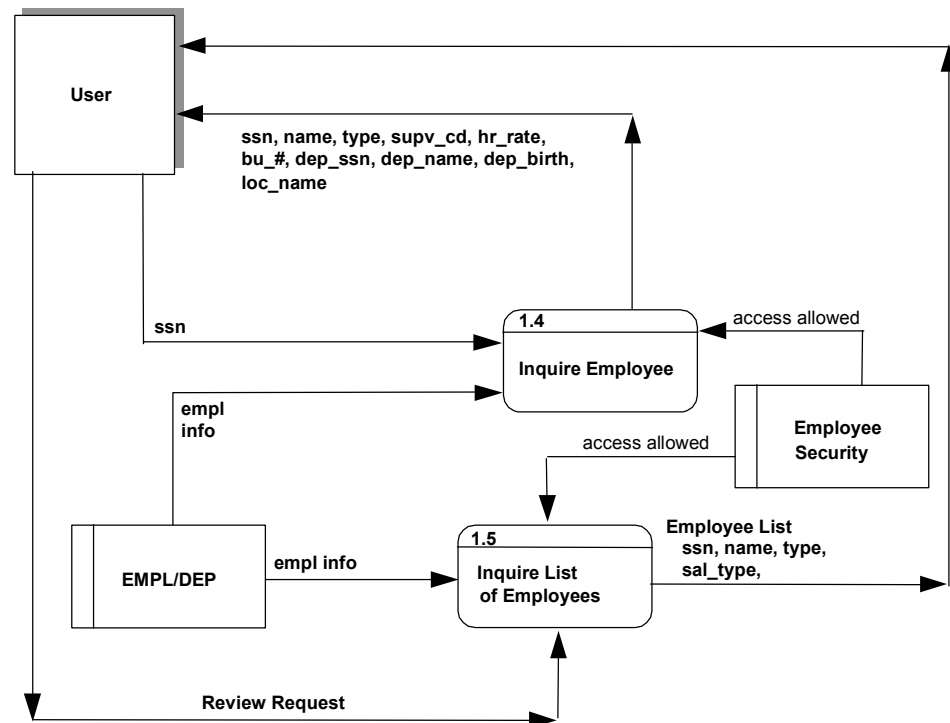 User
ssn, name, type, supv_cd, hr_rate,
bu_#, dep_ssn, dep_name, dep_birth,
loc_name
ssn
1.4
Inquire Employee
access allowed
empl
info
Employee
Security
access allowed
EMPL/DEP
empl info
1.5
Inquire List
of Employees
Employee List
ssn, name, type,
sal_type,
Review Request